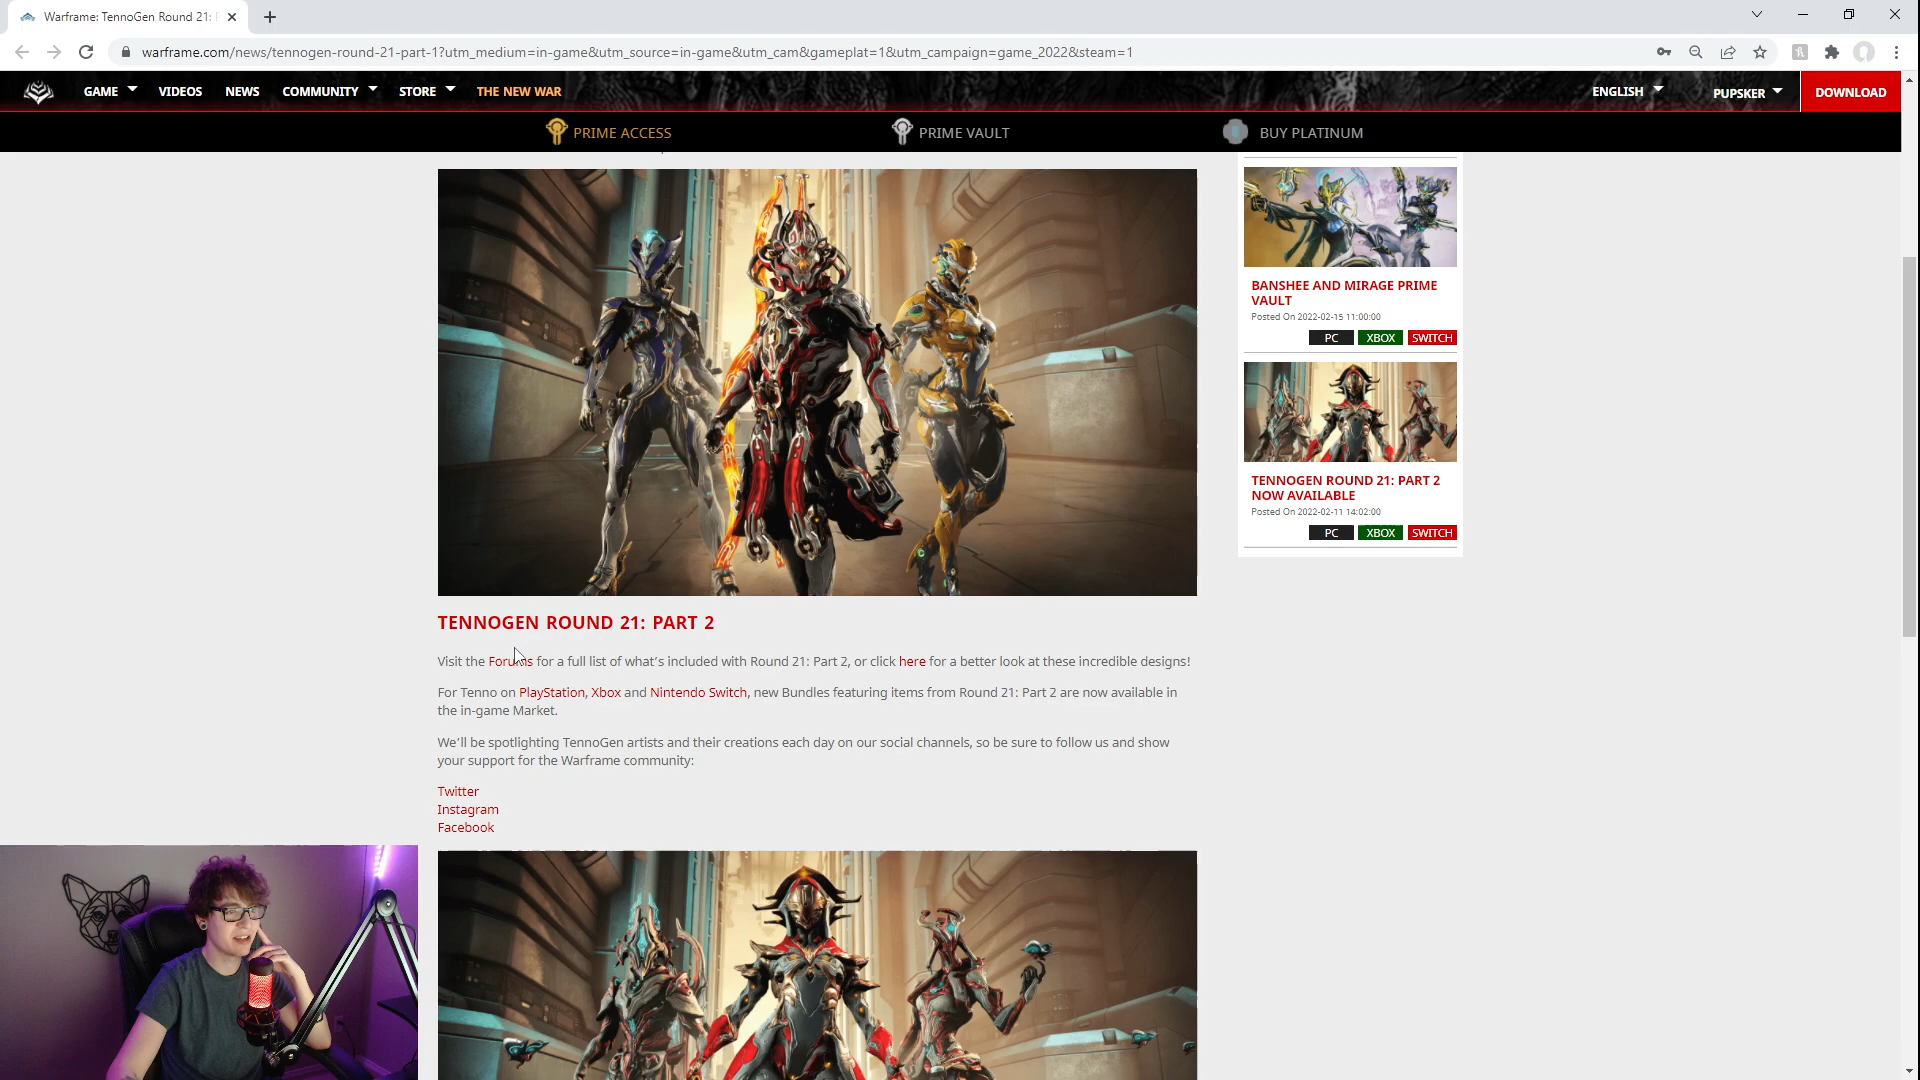 Warframe: TennoGen Round 21:
warframe.com/news/tennogen-round-21-part-1?utm_medium=in-game&utm_source=in-game&utm_cam&gameplat=1&utm_campaign=game_2022&steam=1
GAME VIDEOS NEWS COMMUNITY STORE THE NEW WAR ENGLISH PUPSKER DOWNLOAD
PRIME ACCESS PRIME VAULT BUY PLATINUM
BANSHEE AND MIRAGE PRIME
VAULT
Posted On 2022-02-15 11:00:00
PC XBOX SWITCH
TENNOGEN ROUND 21: PART 2
NOW AVAILABLE
Posted On 2022-02-11 14:02:00
PC XBOX SWITCH
TENNOGEN ROUND 21: PART 2
Visit the Forums for a full list of what's included with Round 21: Part 2, or click here for a better look at these incredible designs!
For Tenno on PlayStation, Xbox and Nintendo Switch, new Bundles featuring items from Round 21: Part 2 are now available in
the in-game Market.
We'll be spotlighting TennoGen artists and their creations each day on our social channels, so be sure to follow us and show
your support for the Warframe community:
Twitter
Instagram
Facebook